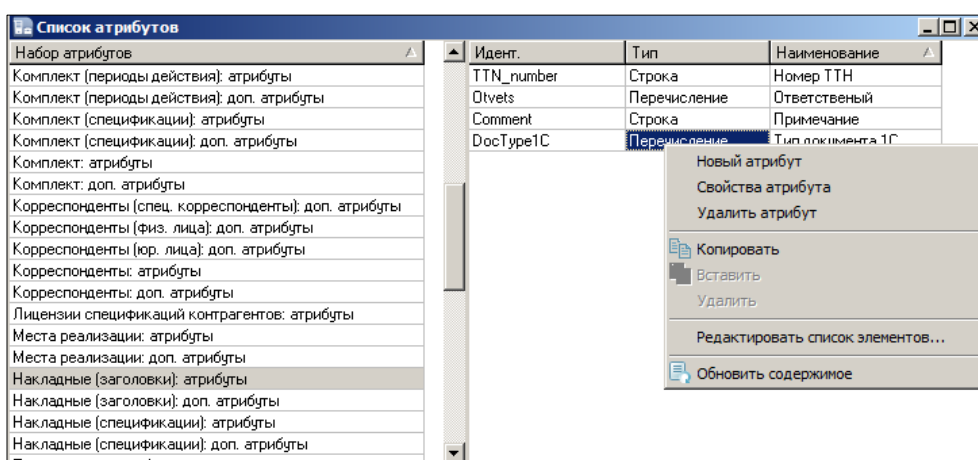 Список атрибутов
Набор атрибутов
Комплект (периоды действия): атрибуты
Комплект (периоды действия): доп. атрибуты
Комплект (спецификации): атрибуты
Комплект (спецификации): доп. атрибуты
Комплект: атрибуты
Комплект: доп. атрибуты
Корреспонденты (спец. корреспонденты): доп. атрибуты
Корреспонденты (физ. лица): доп. атрибуты
Корреспонденты (юр. лица): доп. атрибуты
Корреспонденты: атрибуты
Корреспонденты: доп. атрибуты
Лицензии спецификаций контрагентов: атрибуты
Места реализации: атрибуты
Места реализации: доп. атрибуты
Накладные (заголовки): атрибуты
Накладные (заголовки): доп. атрибуты
Накладные (спецификации): атрибуты
Накладные (спецификации): доп. атрибуты
Идент. Тип Наименование
TTN_number Строка Номер ТТН
Otvets Перечисление Ответственый
Comment Строка Примечание
DocType1C Перечисление Тип документа 1С
Новый атрибут
Свойства атрибута
Удалить атрибут
Копировать
Вставить
Удалить
Редактировать список элементов...
Обновить содержимое